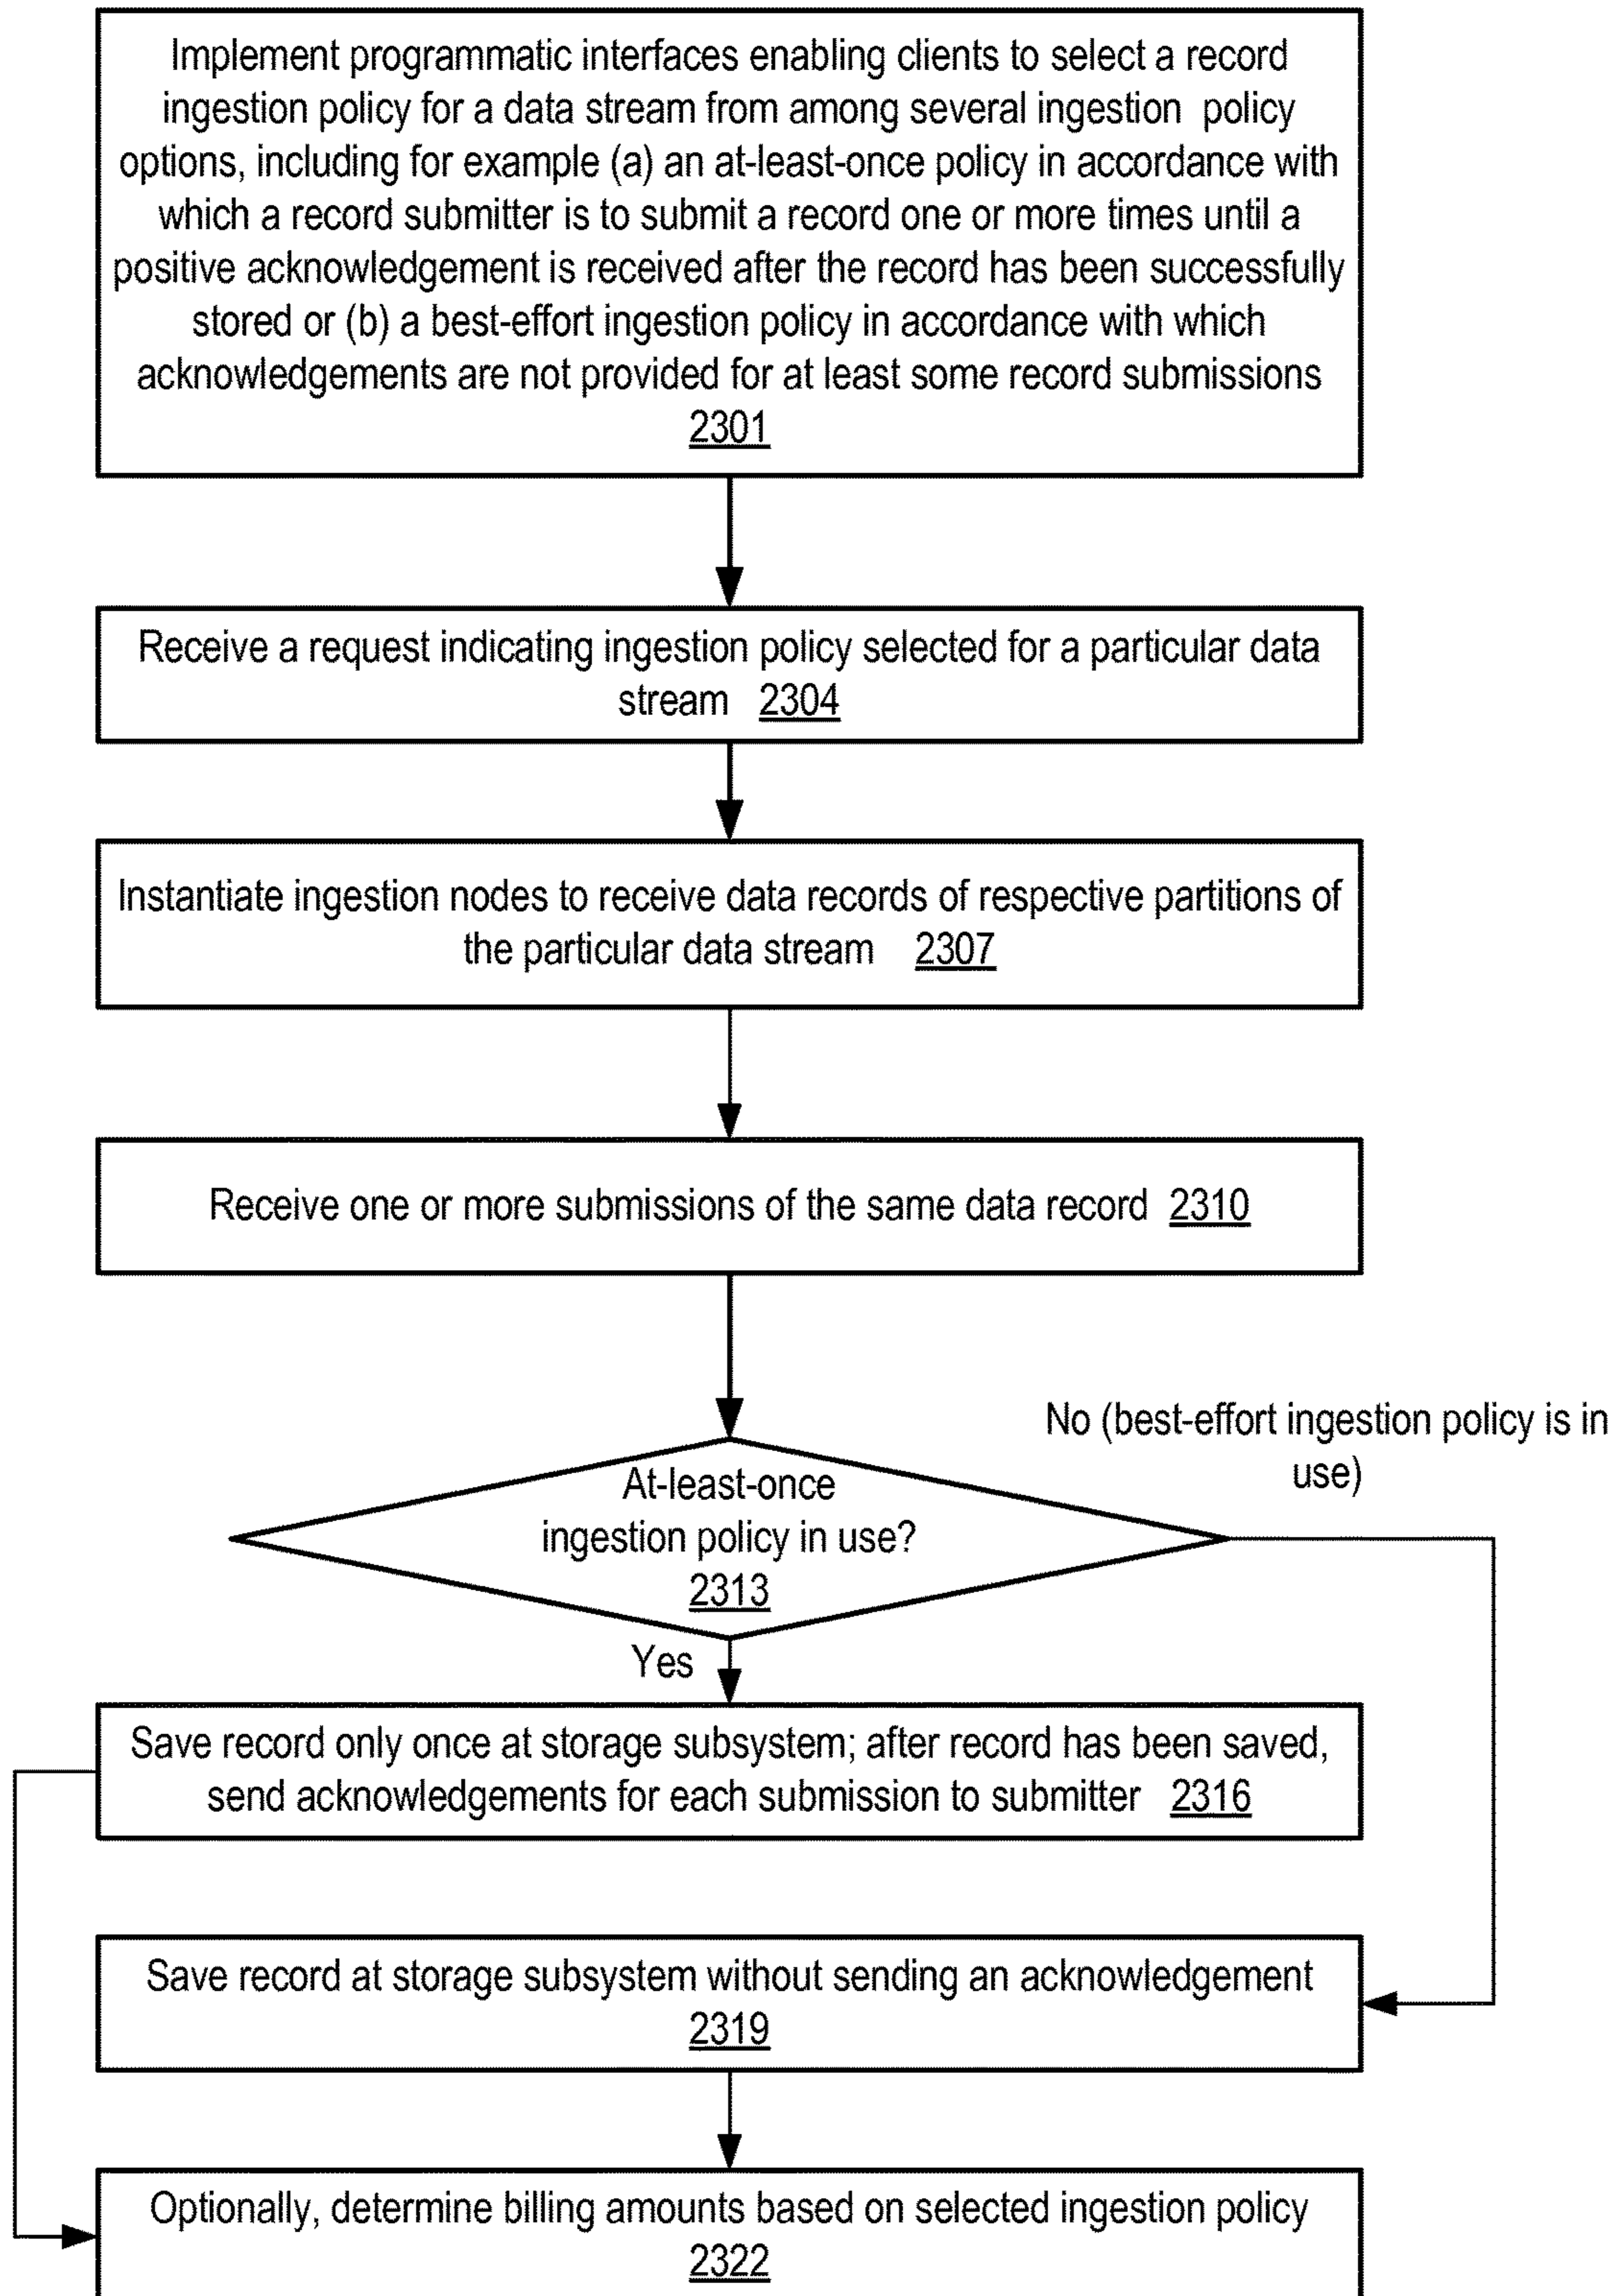 Implement programmatic interfaces enabling clients to select a record
ingestion policy for a data stream from among several ingestion policy
options, including for example (a) an at-least-once policy in accordance with
which a record submitter is to submit a record one or more times until a
positive acknowledgement is received after the record has been successfully
stored or (b) a best-effort ingestion policy in accordance with which
acknowledgements are not provided for at least some record submissions
2301
Receive a request indicating ingestion policy selected for a particular data
stream 2304
Instantiate ingestion nodes to receive data records of respective partitions of
the particular data stream 2307
Receive one or more submissions of the same data record 2310
No (best-effort ingestion policy is in
use)
At-least-once
ingestion policy in use?
2313
Yes
Save record only once at storage subsystem; after record has been saved,
send acknowledgements for each submission to submitter 2316
Save record at storage subsystem without sending an acknowledgement
2319
Optionally, determine billing amounts based on selected ingestion policy
2322